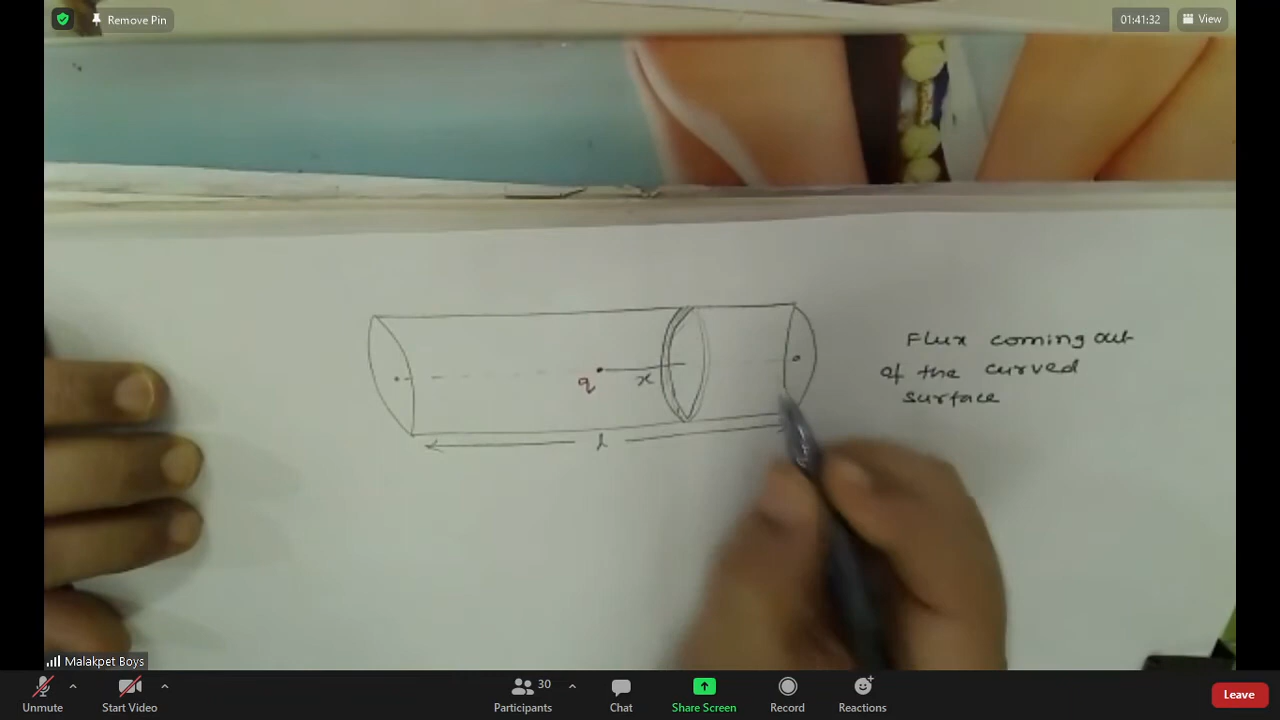 Remove Pin
01:41:32
View
q
x
l
Flux coming out
of the curved
surface
Malakpet Boys
Unmute
Start Video
30
Participants
Chat
Share Screen
Record
Reactions
Leave